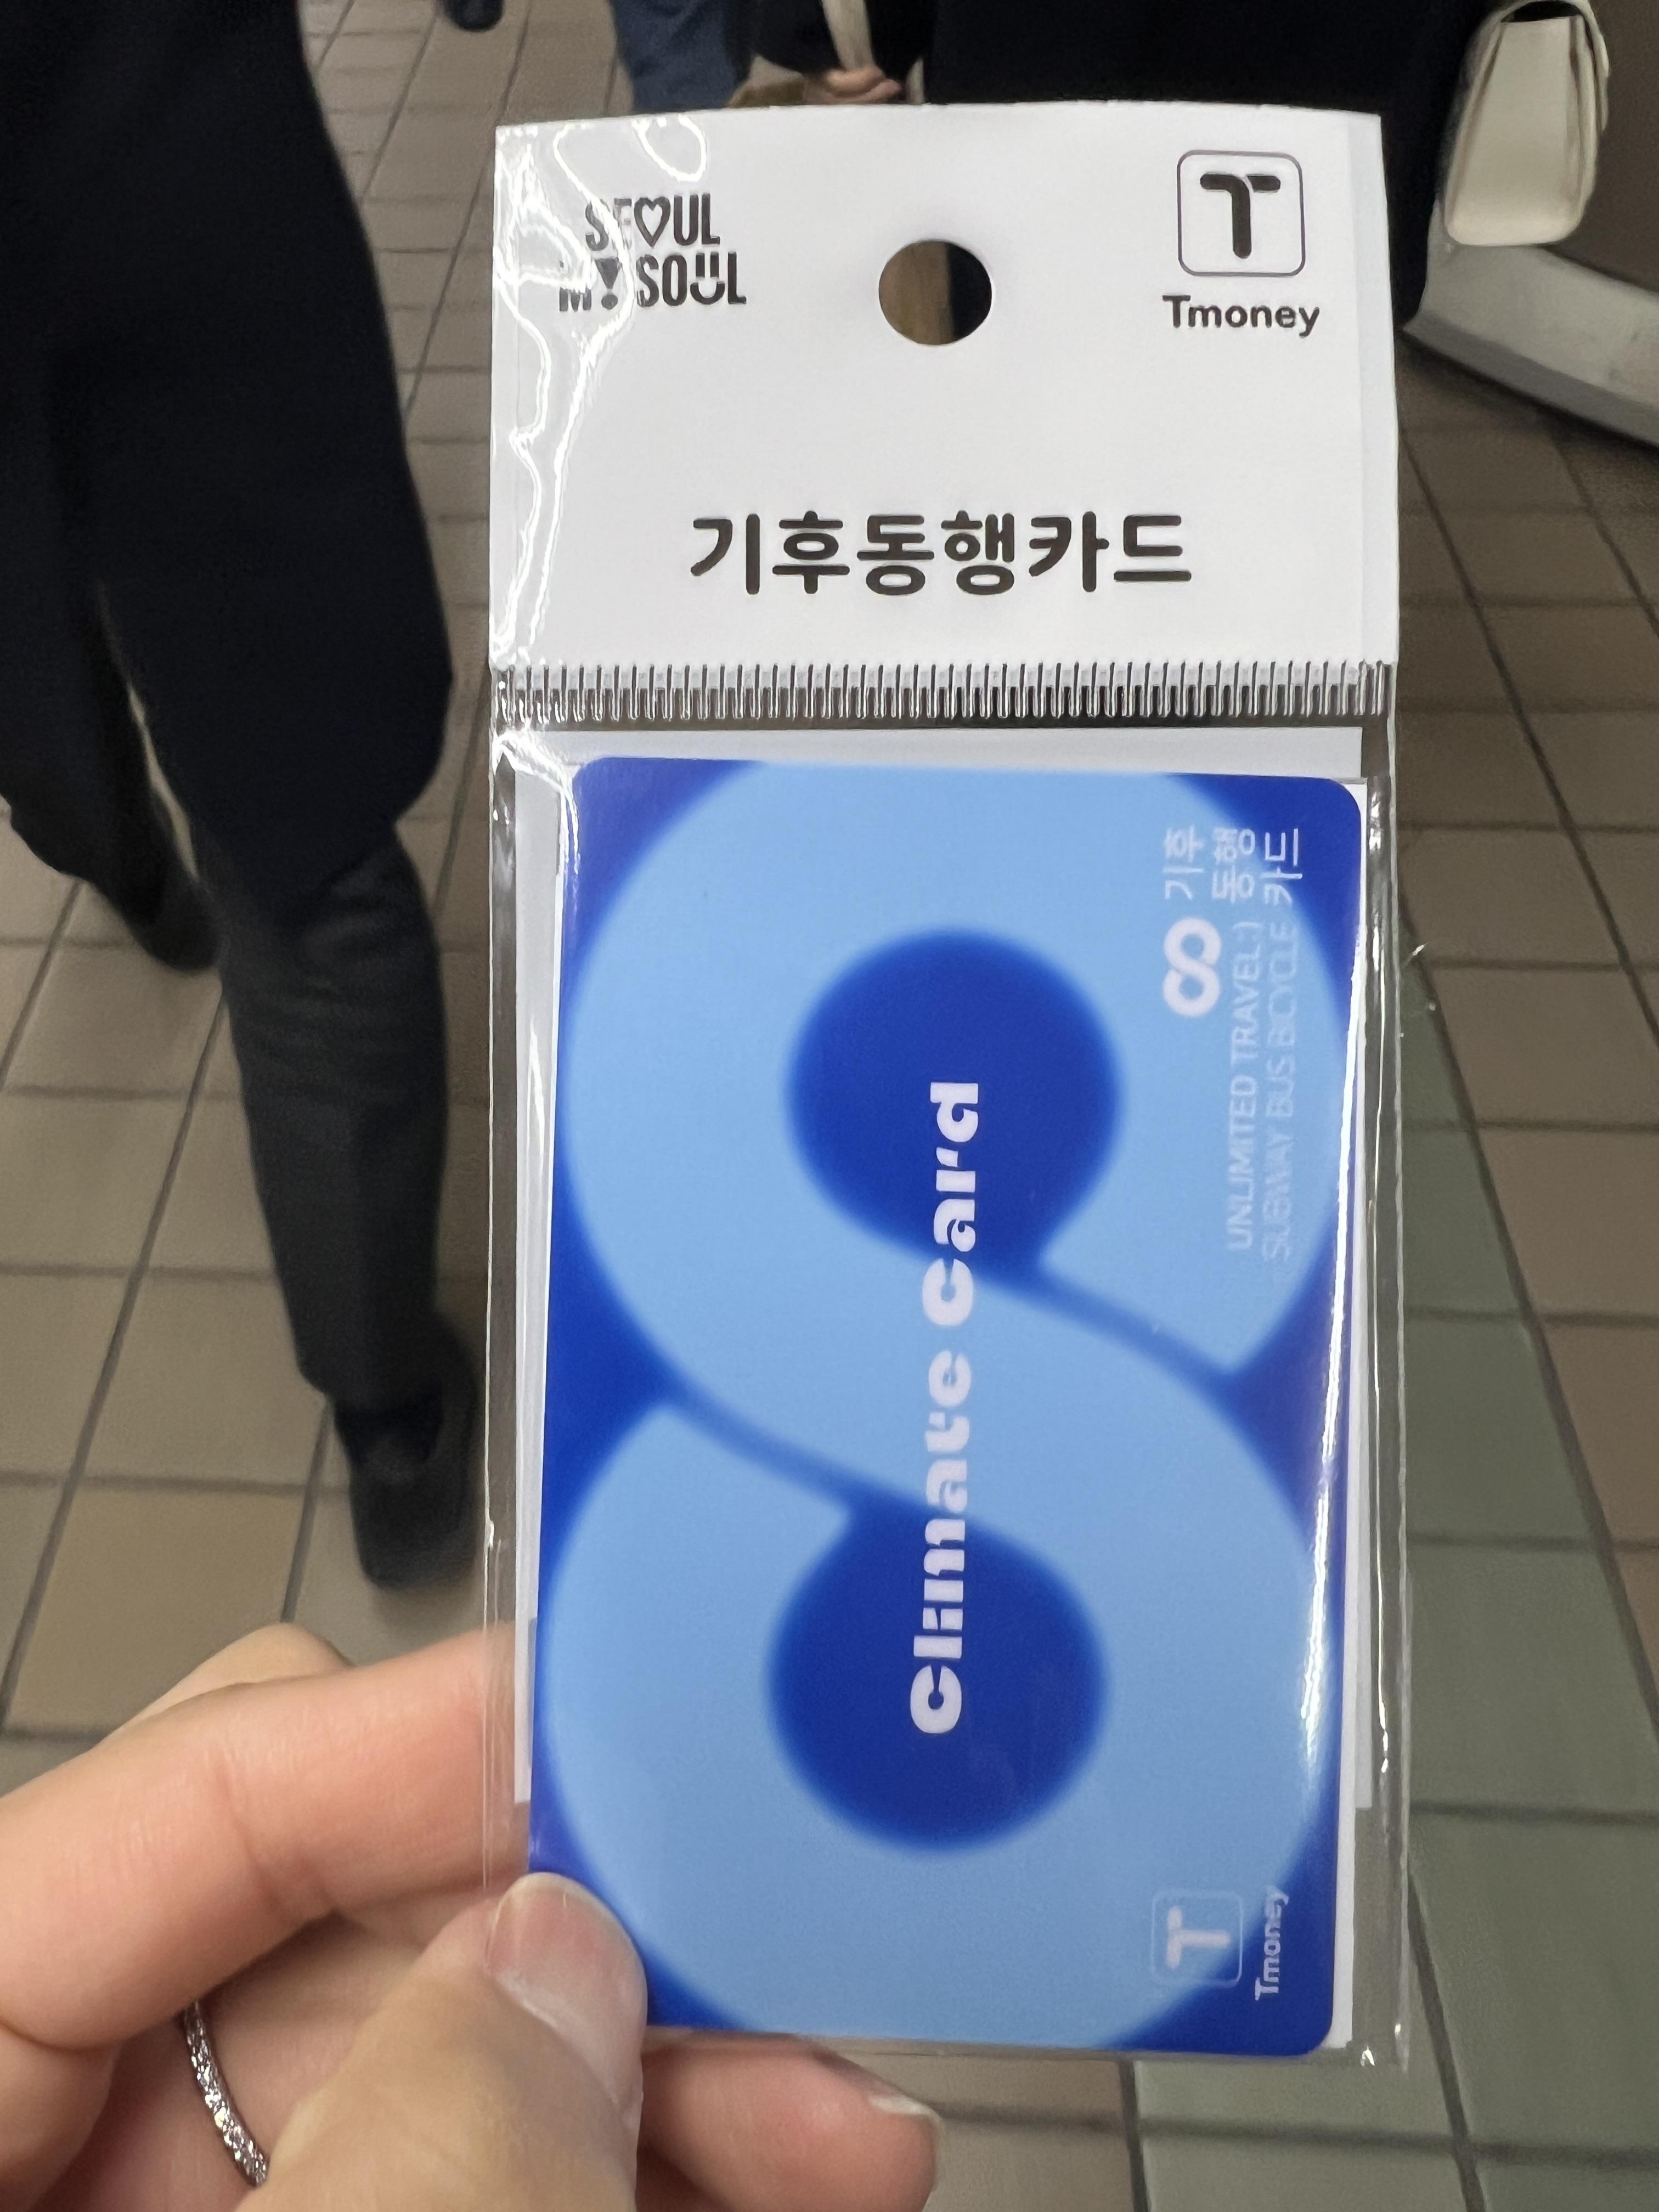 SEOUL
MY SOUL
Tmoney
기후동행카드
기후
동행
카드
UNLIMITED TRAVEL:)
SUBWAY BUS BICYCLE
Climate Card
T
Tmoney